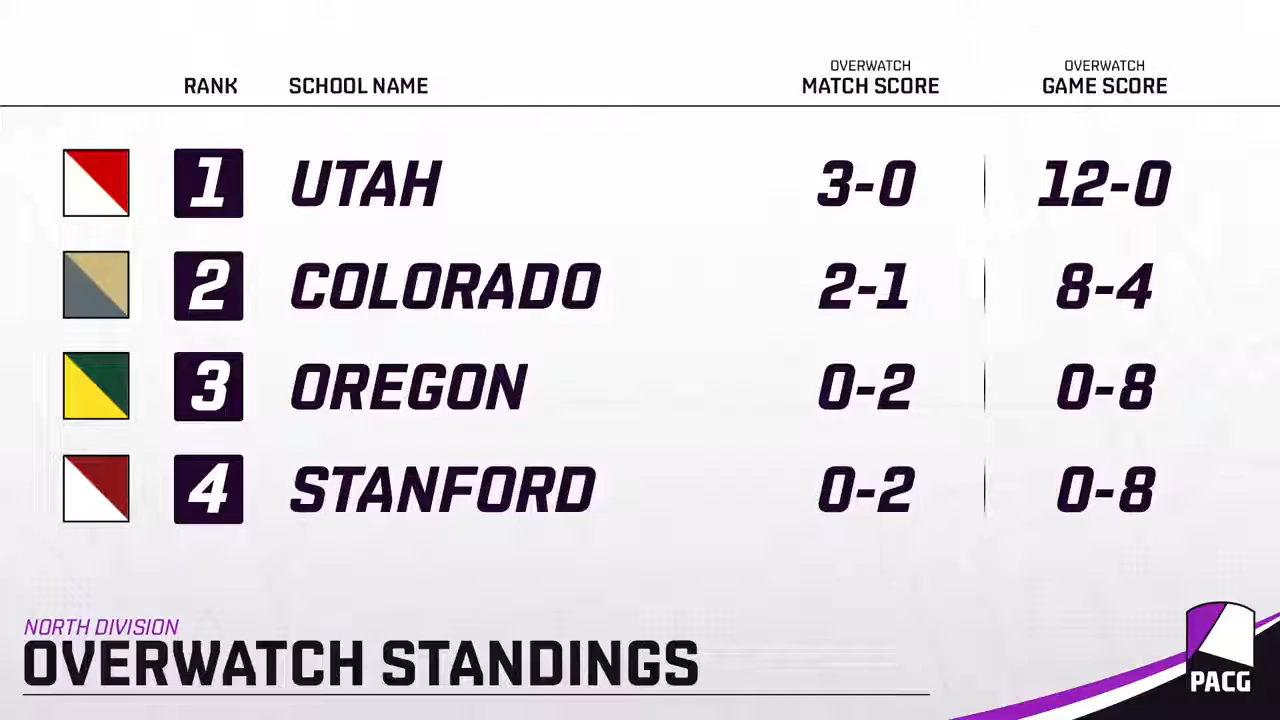 RANK SCHOOL NAME OVERWATCH MATCH SCORE OVERWATCH GAME SCORE
1 UTAH 3-0 12-0
2 COLORADO 2-1 8-4
3 OREGON 0-2 0-8
4 STANFORD 0-2 0-8
NORTH DIVISION
OVERWATCH STANDINGS
PACG